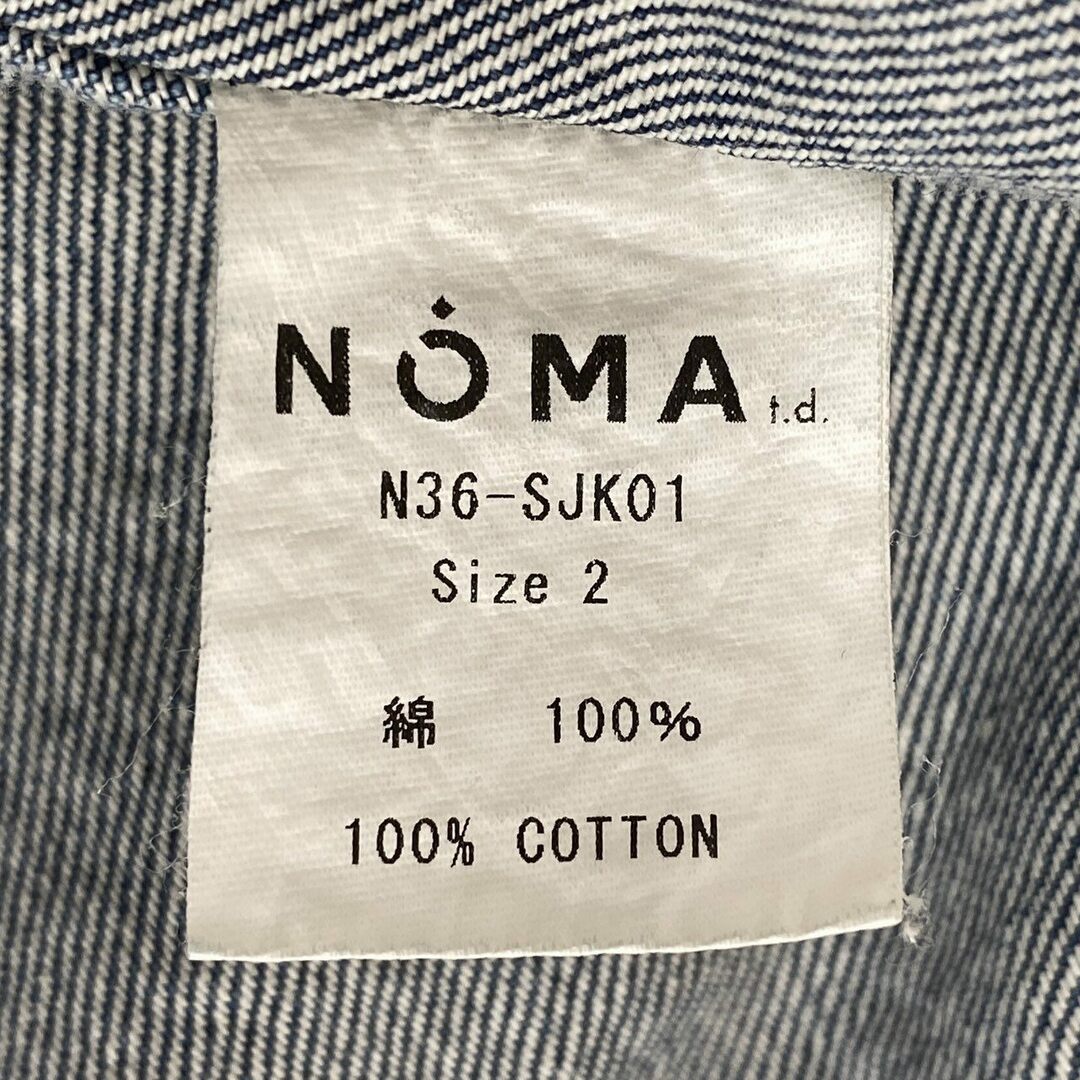 NOMA t.d.
N36-SJK01
Size 2
綿 100%
100% COTTON